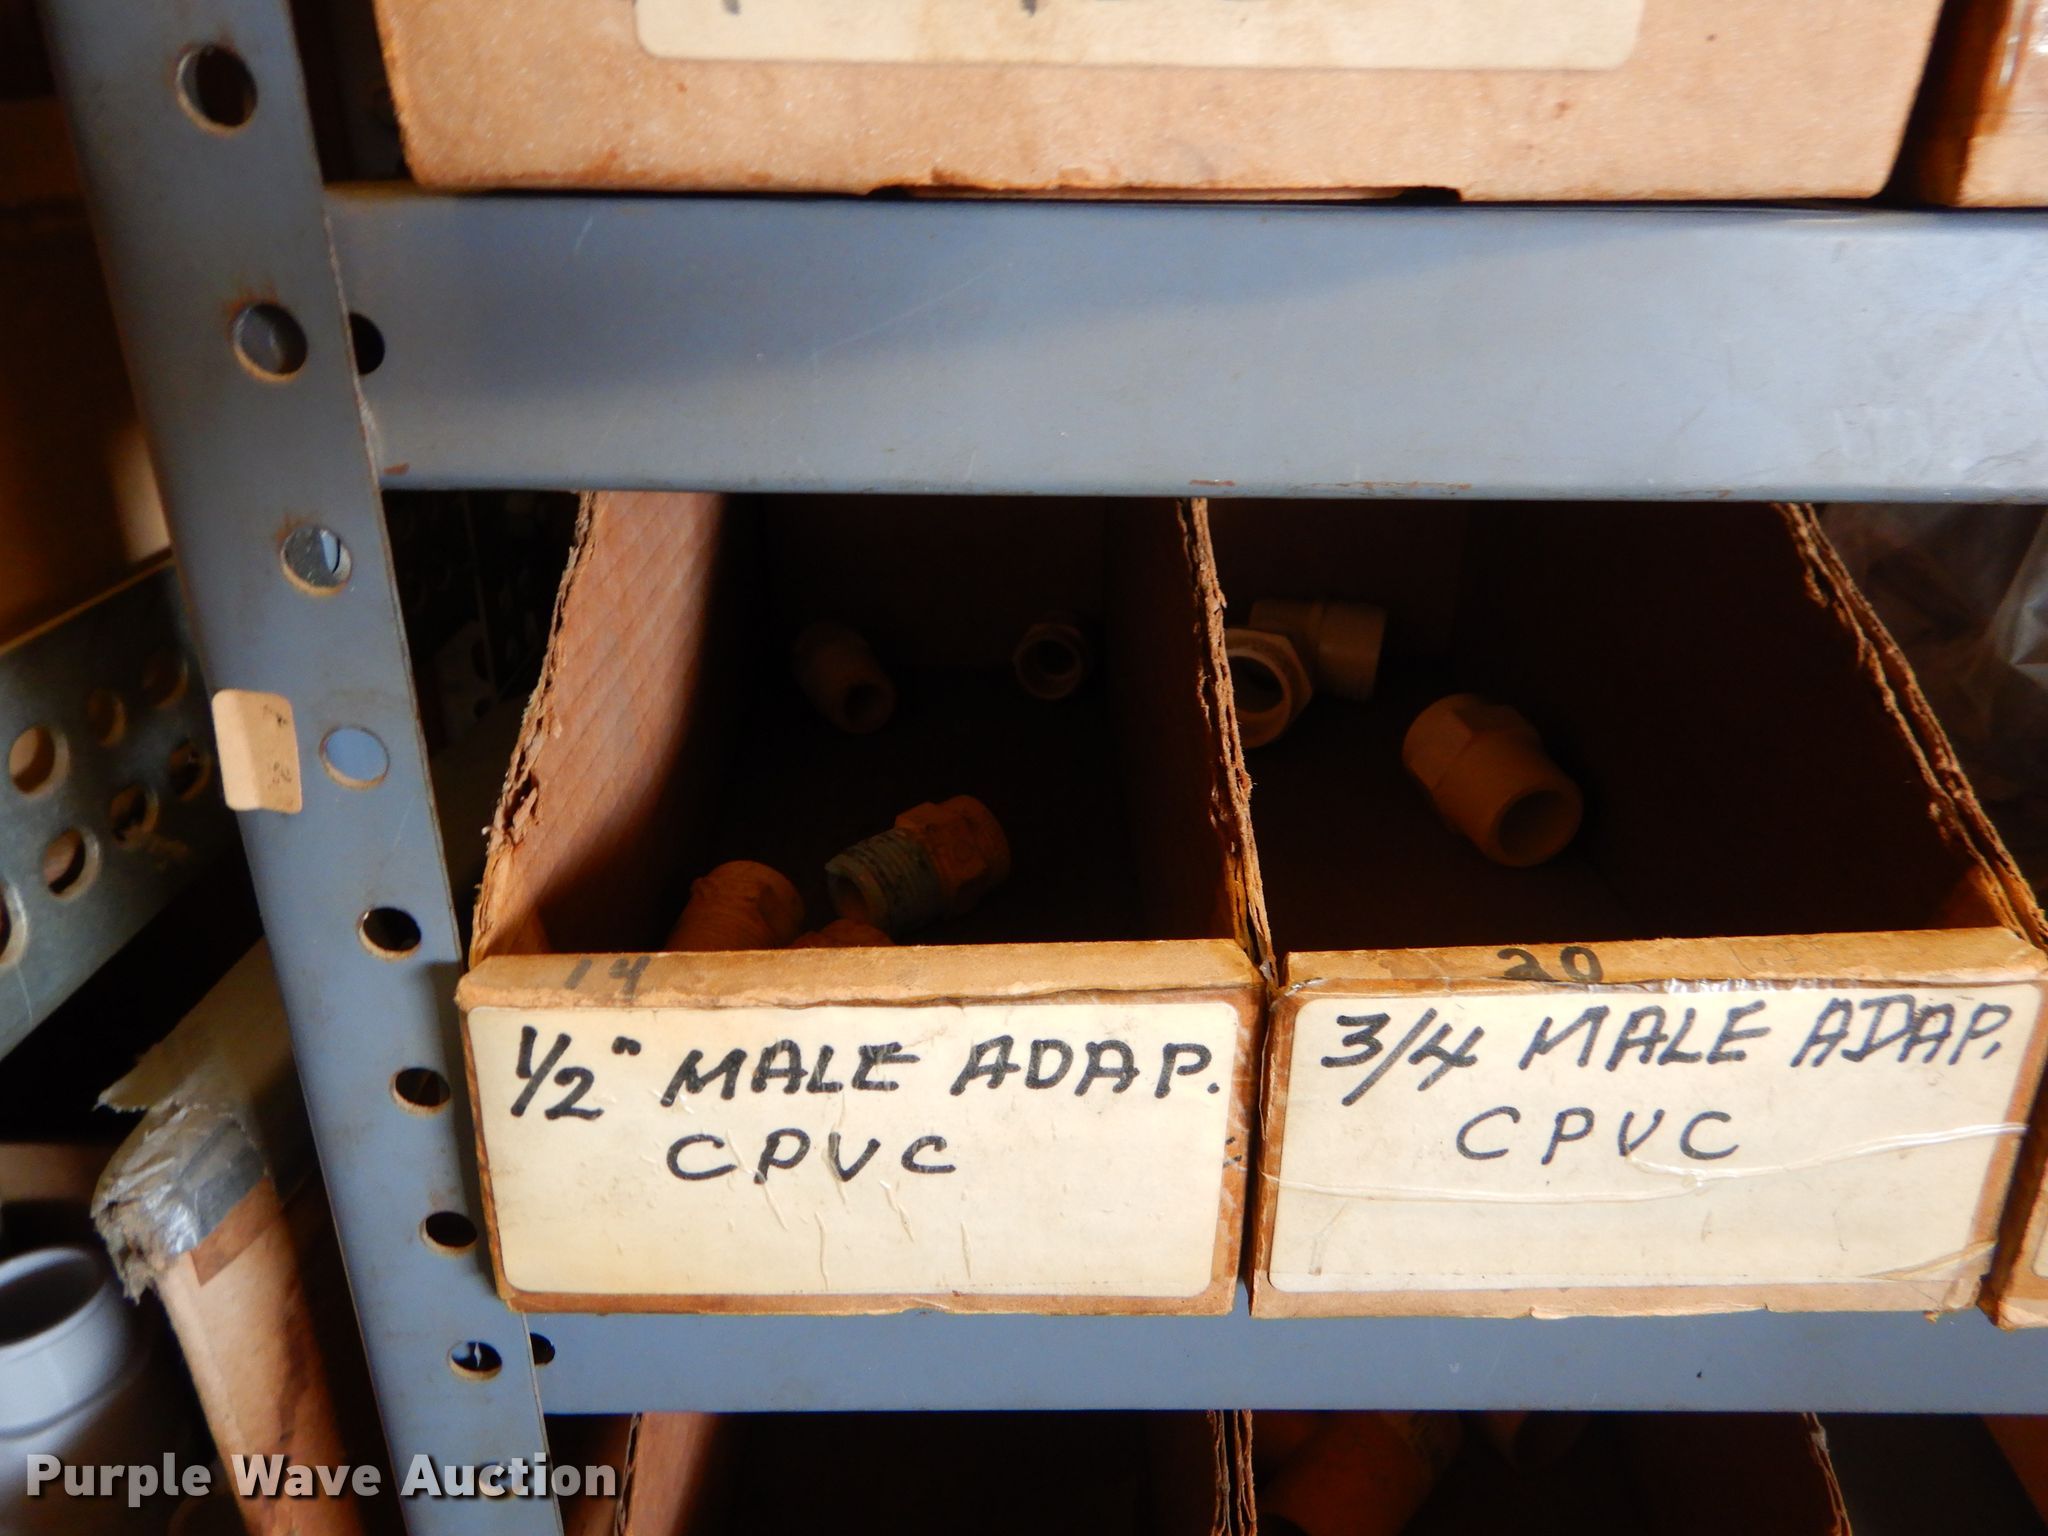 14
1/2" MALE ADAP.
CPVC
20
3/4 MALE ADAP.
CPVC
Purple Wave Auction